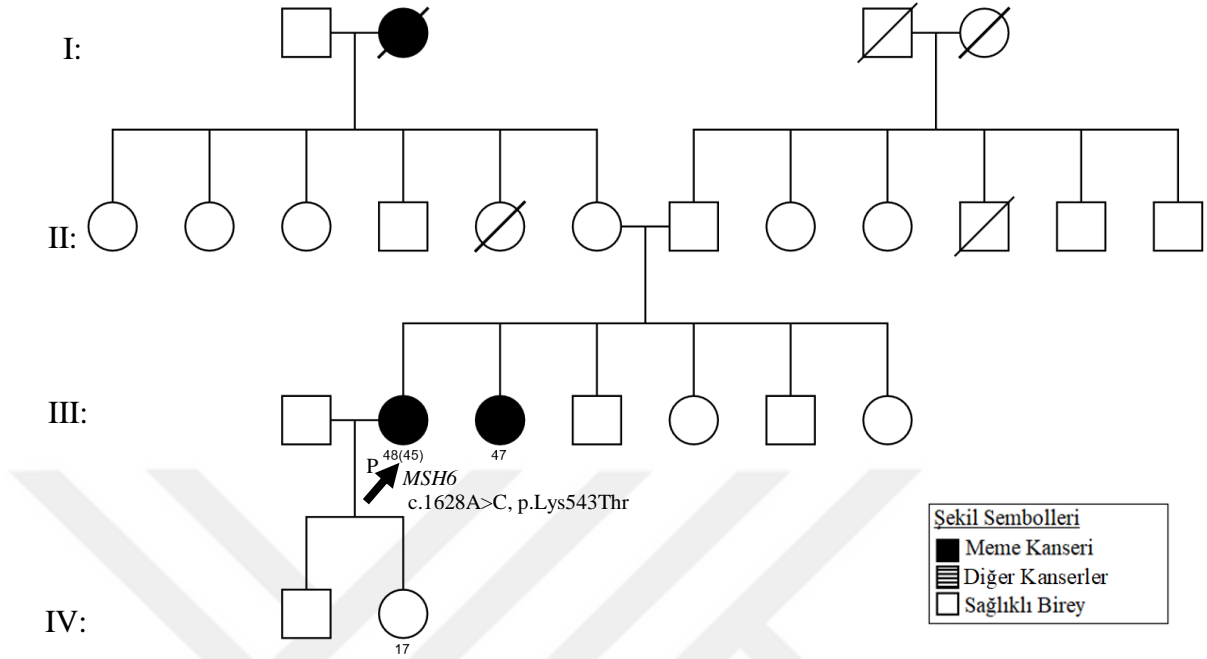 I:
II:
III:
48(45)
47
P
MSH6
c.1628A>C, p.Lys543Thr
Şekil Sembolleri
Meme Kanseri
Diğer Kanserler
Sağlıklı Birey
IV:
17